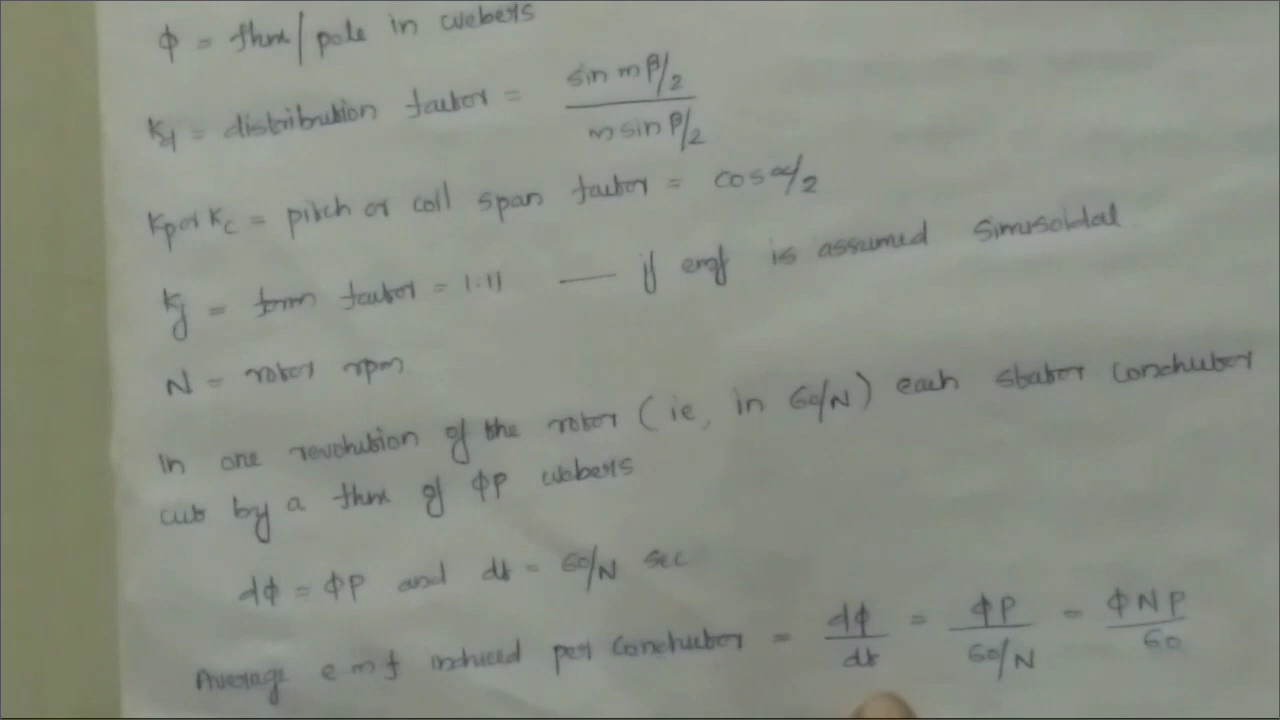 φ = flux/pole in webers
Kd = distribution factor = sin mβ/2 / m sin β/2
Kp or Kc = pitch or coil span factor = cos α/2
Kf = form factor = 1.11 — if emf is assumed sinusoidal
N = rotor rpm
In one revolution of the rotor (ie, in 60/N) each stator conductor
cut by a flux of φP webers
dφ = φP and dt = 60/N sec
Average emf induced per conductor = dφ/dt = φP/60/N = φNP/60